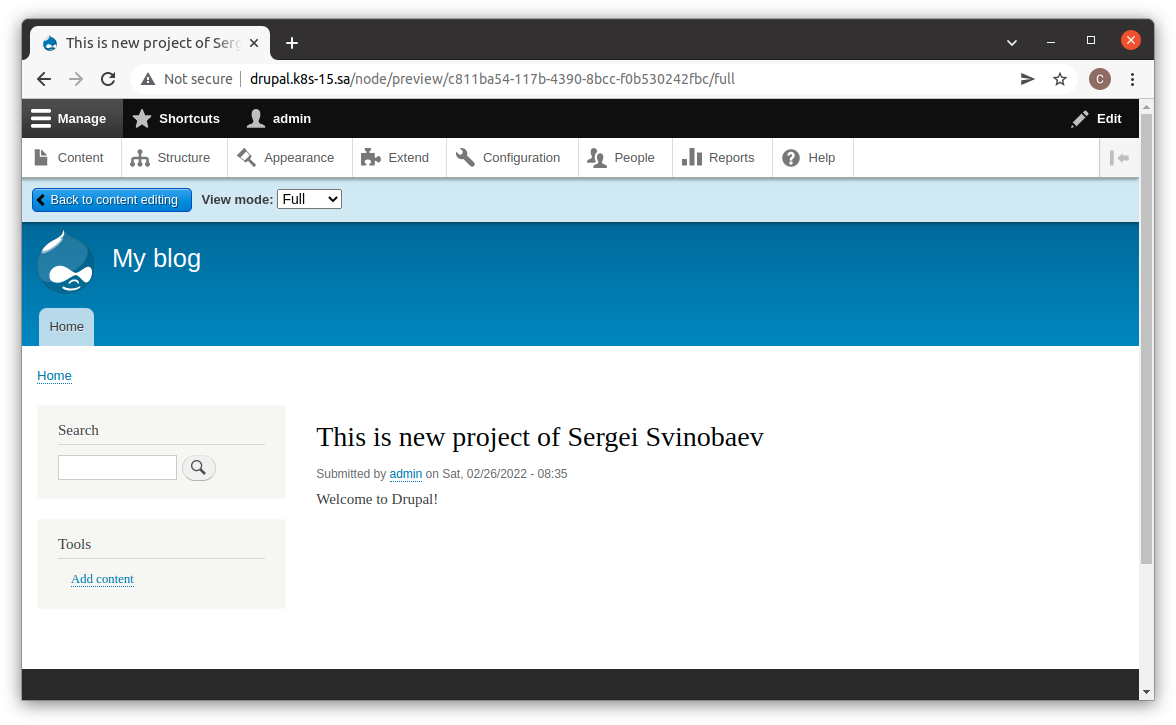 This is new project of Serg
Not secure drupal.k8s-15.sa/node/preview/c811ba54-117b-4390-8bcc-f0b530242fbc/full C
Manage Shortcuts admin Edit
Content Structure Appearance Extend Configuration People Reports Help
Back to content editing View mode: Full
My blog
Home
Home
Search
Tools
Add content
This is new project of Sergei Svinobaev
Submitted by admin on Sat, 02/26/2022 - 08:35
Welcome to Drupal!